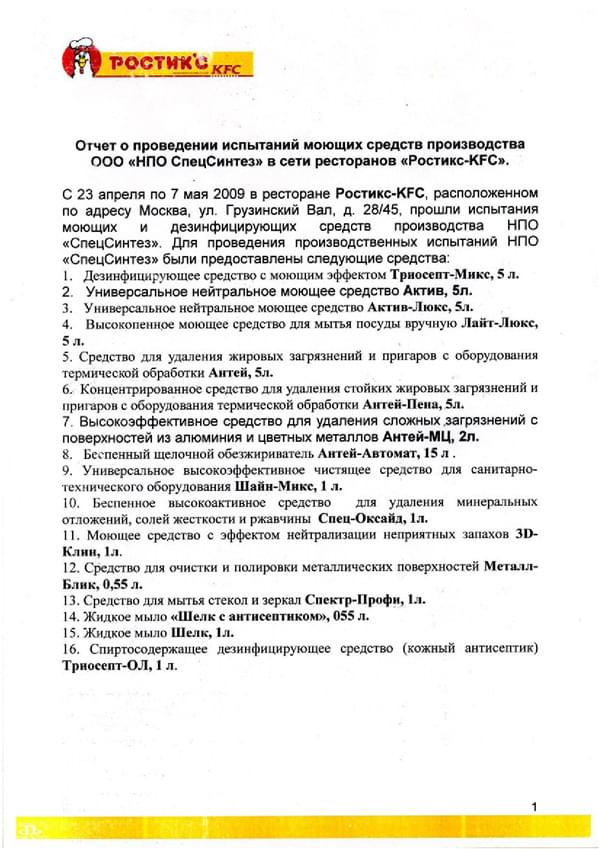 РОСТИК'С KFC
Отчет о проведении испытаний моющих средств производства
ООО «НПО СпецСинтез» в сети ресторанов «Ростикс-KFC».
С 23 апреля по 7 мая 2009 в ресторане Ростикс-KFC, расположенном
по адресу Москва, ул. Грузинский Вал, д. 28/45, прошли испытания
моющих и дезинфицирующих средств производства НПО
«СпецСинтез». Для проведения производственных испытаний НПО
«СпецСинтез» были предоставлены следующие средства:
1. Дезинфицирующее средство с моющим эффектом Триосепт-Микс, 5 л.
2. Универсальное нейтральное моющее средство Актив, 5л.
3. Универсальное нейтральное моющее средство Актив-Люкс, 5л.
4. Высокопенное моющее средство для мытья посуды вручную Лайт-Люкс,
5 л.
5. Средство для удаления жировых загрязнений и пригаров с оборудования
термической обработки Антей, 5л.
6. Концентрированное средство для удаления стойких жировых загрязнений и
пригаров с оборудования термической обработки Антей-Пена, 5л.
7. Высокоэффективное средство для удаления сложных загрязнений с
поверхностей из алюминия и цветных металлов Антей-МЦ, 2л.
8. Беспенный щелочной обезжириватель Антей-Автомат, 15 л .
9. Универсальное высокоэффективное чистящее средство для санитарно-
технического оборудования Шайн-Микс, 1 л.
10. Беспенное высокоактивное средство для удаления минеральных
отложений, солей жесткости и ржавчины Спец-Оксайд, 1л.
11. Моющее средство с эффектом нейтрализации неприятных запахов 3D-
Клин, 1л.
12. Средство для очистки и полировки металлических поверхностей Металл-
Блик, 0,55 л.
13. Средство для мытья стекол и зеркал Спектр-Профи, 1л.
14. Жидкое мыло «Шелк с антисептиком», 055 л.
15. Жидкое мыло Шелк, 1л.
16. Спиртосодержащее дезинфицирующее средство (кожный антисептик)
Триосепт-ОЛ, 1 л.
1